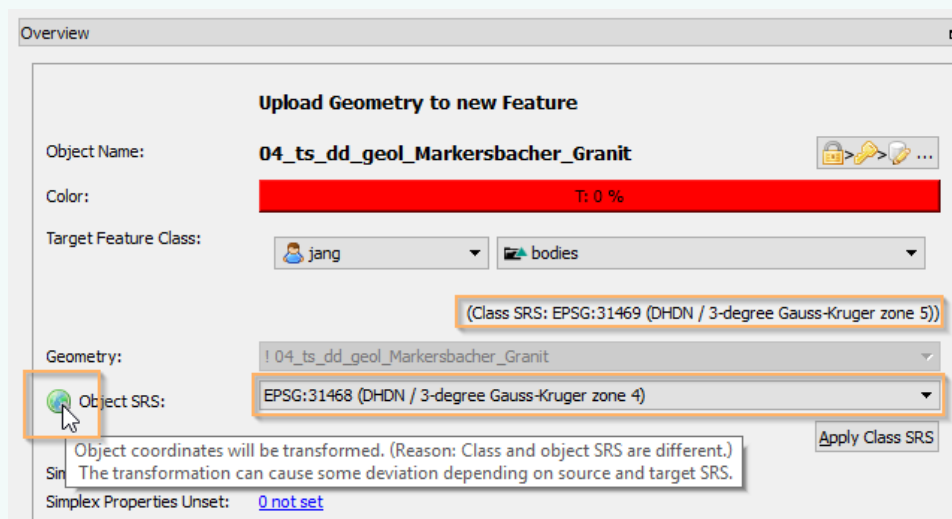 Overview
Upload Geometry to new Feature
Object Name: 04_ts_dd_geol_Markersbacher_Granit > > ...
Color: T: 0 %
Target Feature Class: jang bodies
(Class SRS: EPSG:31469 (DHDN / 3-degree Gauss-Kruger zone 5))
Geometry: ! 04_ts_dd_geol_Markersbacher_Granit
Object SRS: EPSG:31468 (DHDN / 3-degree Gauss-Kruger zone 4)
Apply Class SRS
Object coordinates will be transformed. (Reason: Class and object SRS are different.)
The transformation can cause some deviation depending on source and target SRS.
Simplex Properties Unset: 0 not set